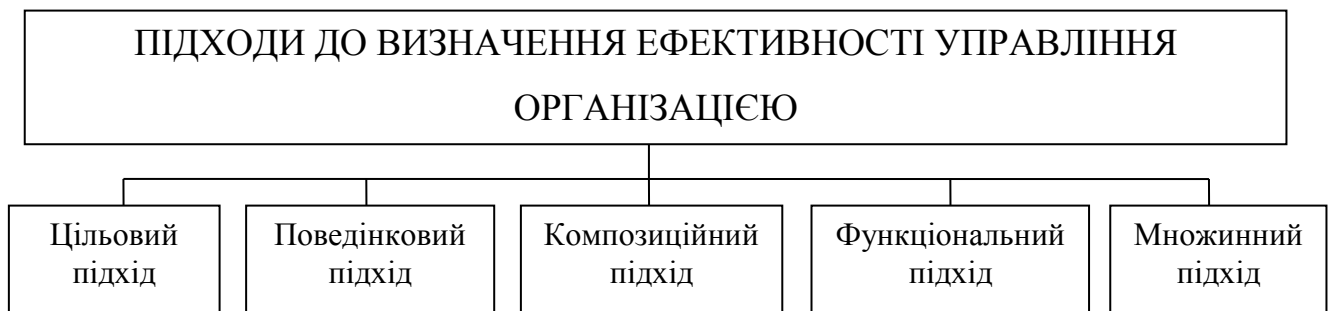 ПІДХОДИ ДО ВИЗНАЧЕННЯ ЕФЕКТИВНОСТІ УПРАВЛІННЯ
ОРГАНІЗАЦІЄЮ
Цільовий
підхід
Поведінковий
підхід
Композиційний
підхід
Функціональний
підхід
Множинний
підхід